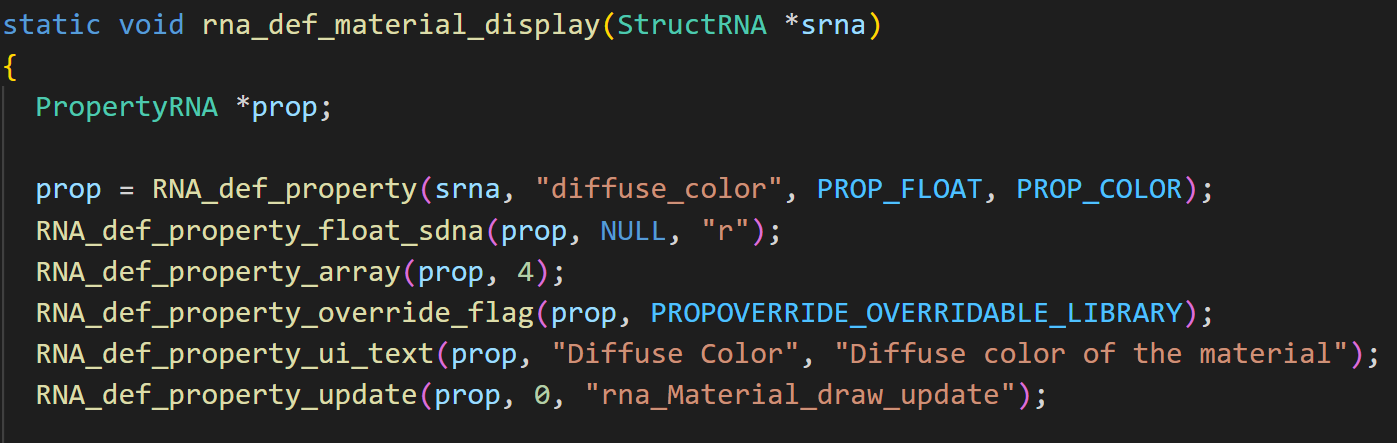 static void rna_def_material_display(StructRNA *srna)
{
PropertyRNA *prop;
prop = RNA_def_property(srna, "diffuse_color", PROP_FLOAT, PROP_COLOR);
RNA_def_property_float_sdna(prop, NULL, "r");
RNA_def_property_array(prop, 4);
RNA_def_property_override_flag(prop, PROPOVERRIDE_OVERRIDABLE_LIBRARY);
RNA_def_property_ui_text(prop, "Diffuse Color", "Diffuse color of the material");
RNA_def_property_update(prop, 0, "rna_Material_draw_update");